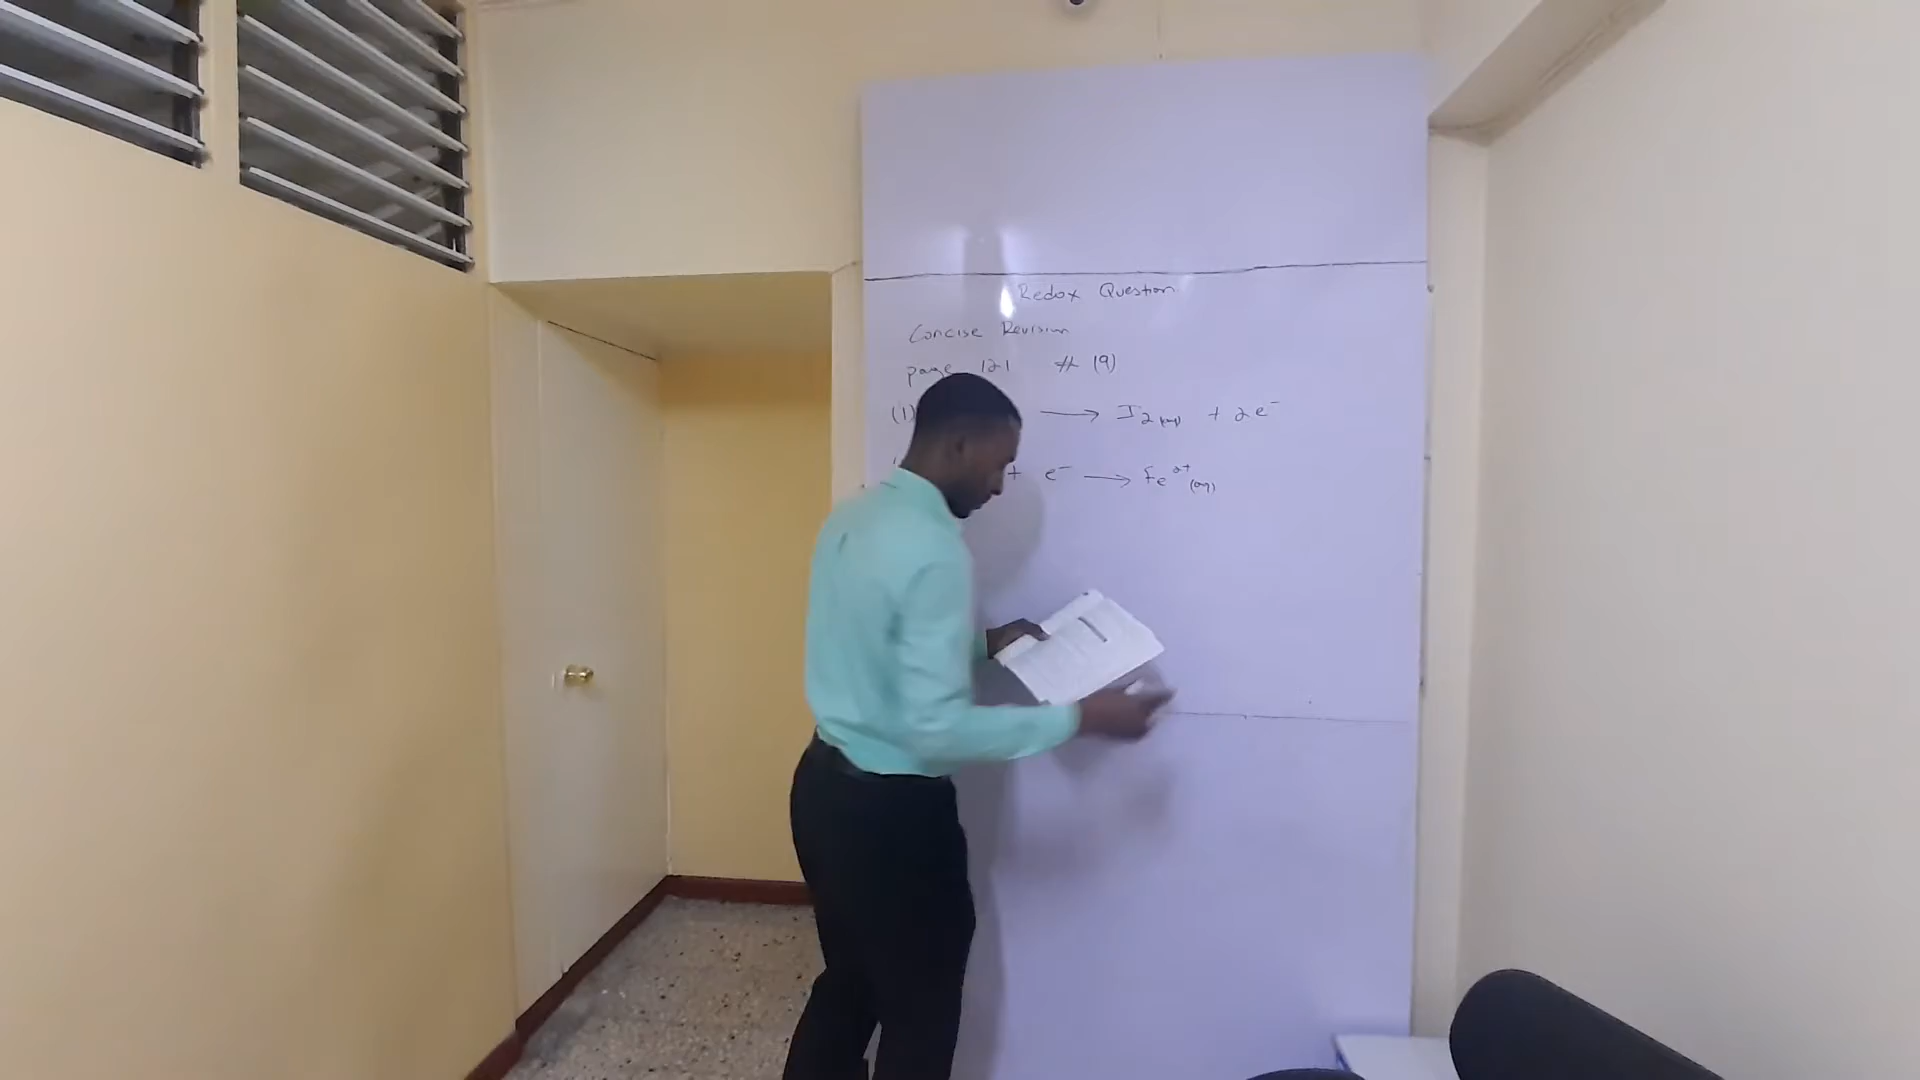 Redox Question
Concise Revision
page 121 # (9)
(1) ⟶ I₂ (aq) + 2e⁻
+ e⁻ ⟶ Fe²⁺ (aq)